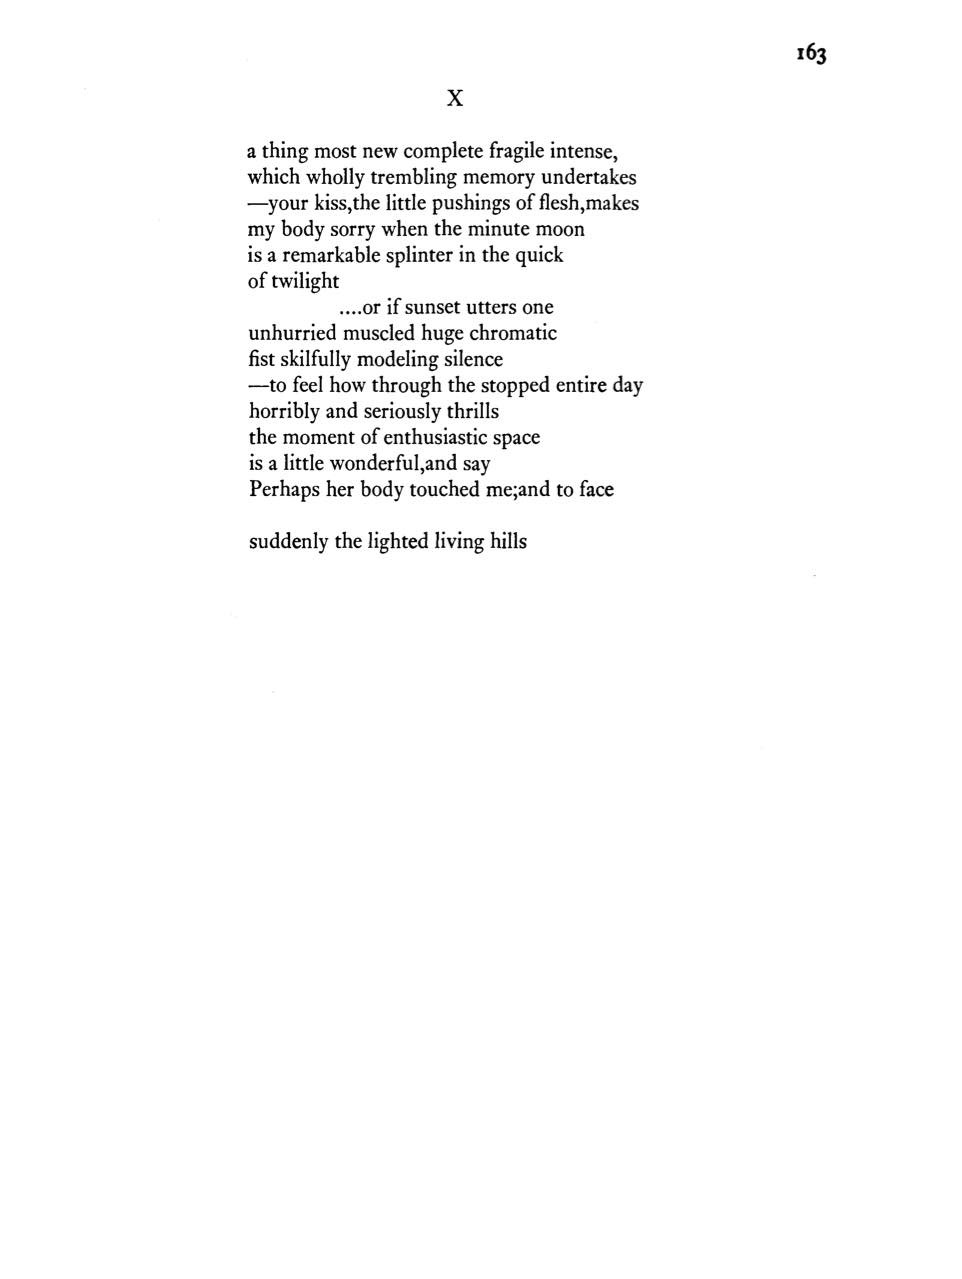 163
X
a thing most new complete fragile intense,
which wholly trembling memory undertakes
—your kiss,the little pushings of flesh,makes
my body sorry when the minute moon
is a remarkable splinter in the quick
of twilight
....or if sunset utters one
unhurried muscled huge chromatic
fist skilfully modeling silence
—to feel how through the stopped entire day
horribly and seriously thrills
the moment of enthusiastic space
is a little wonderful,and say
Perhaps her body touched me;and to face
suddenly the lighted living hills